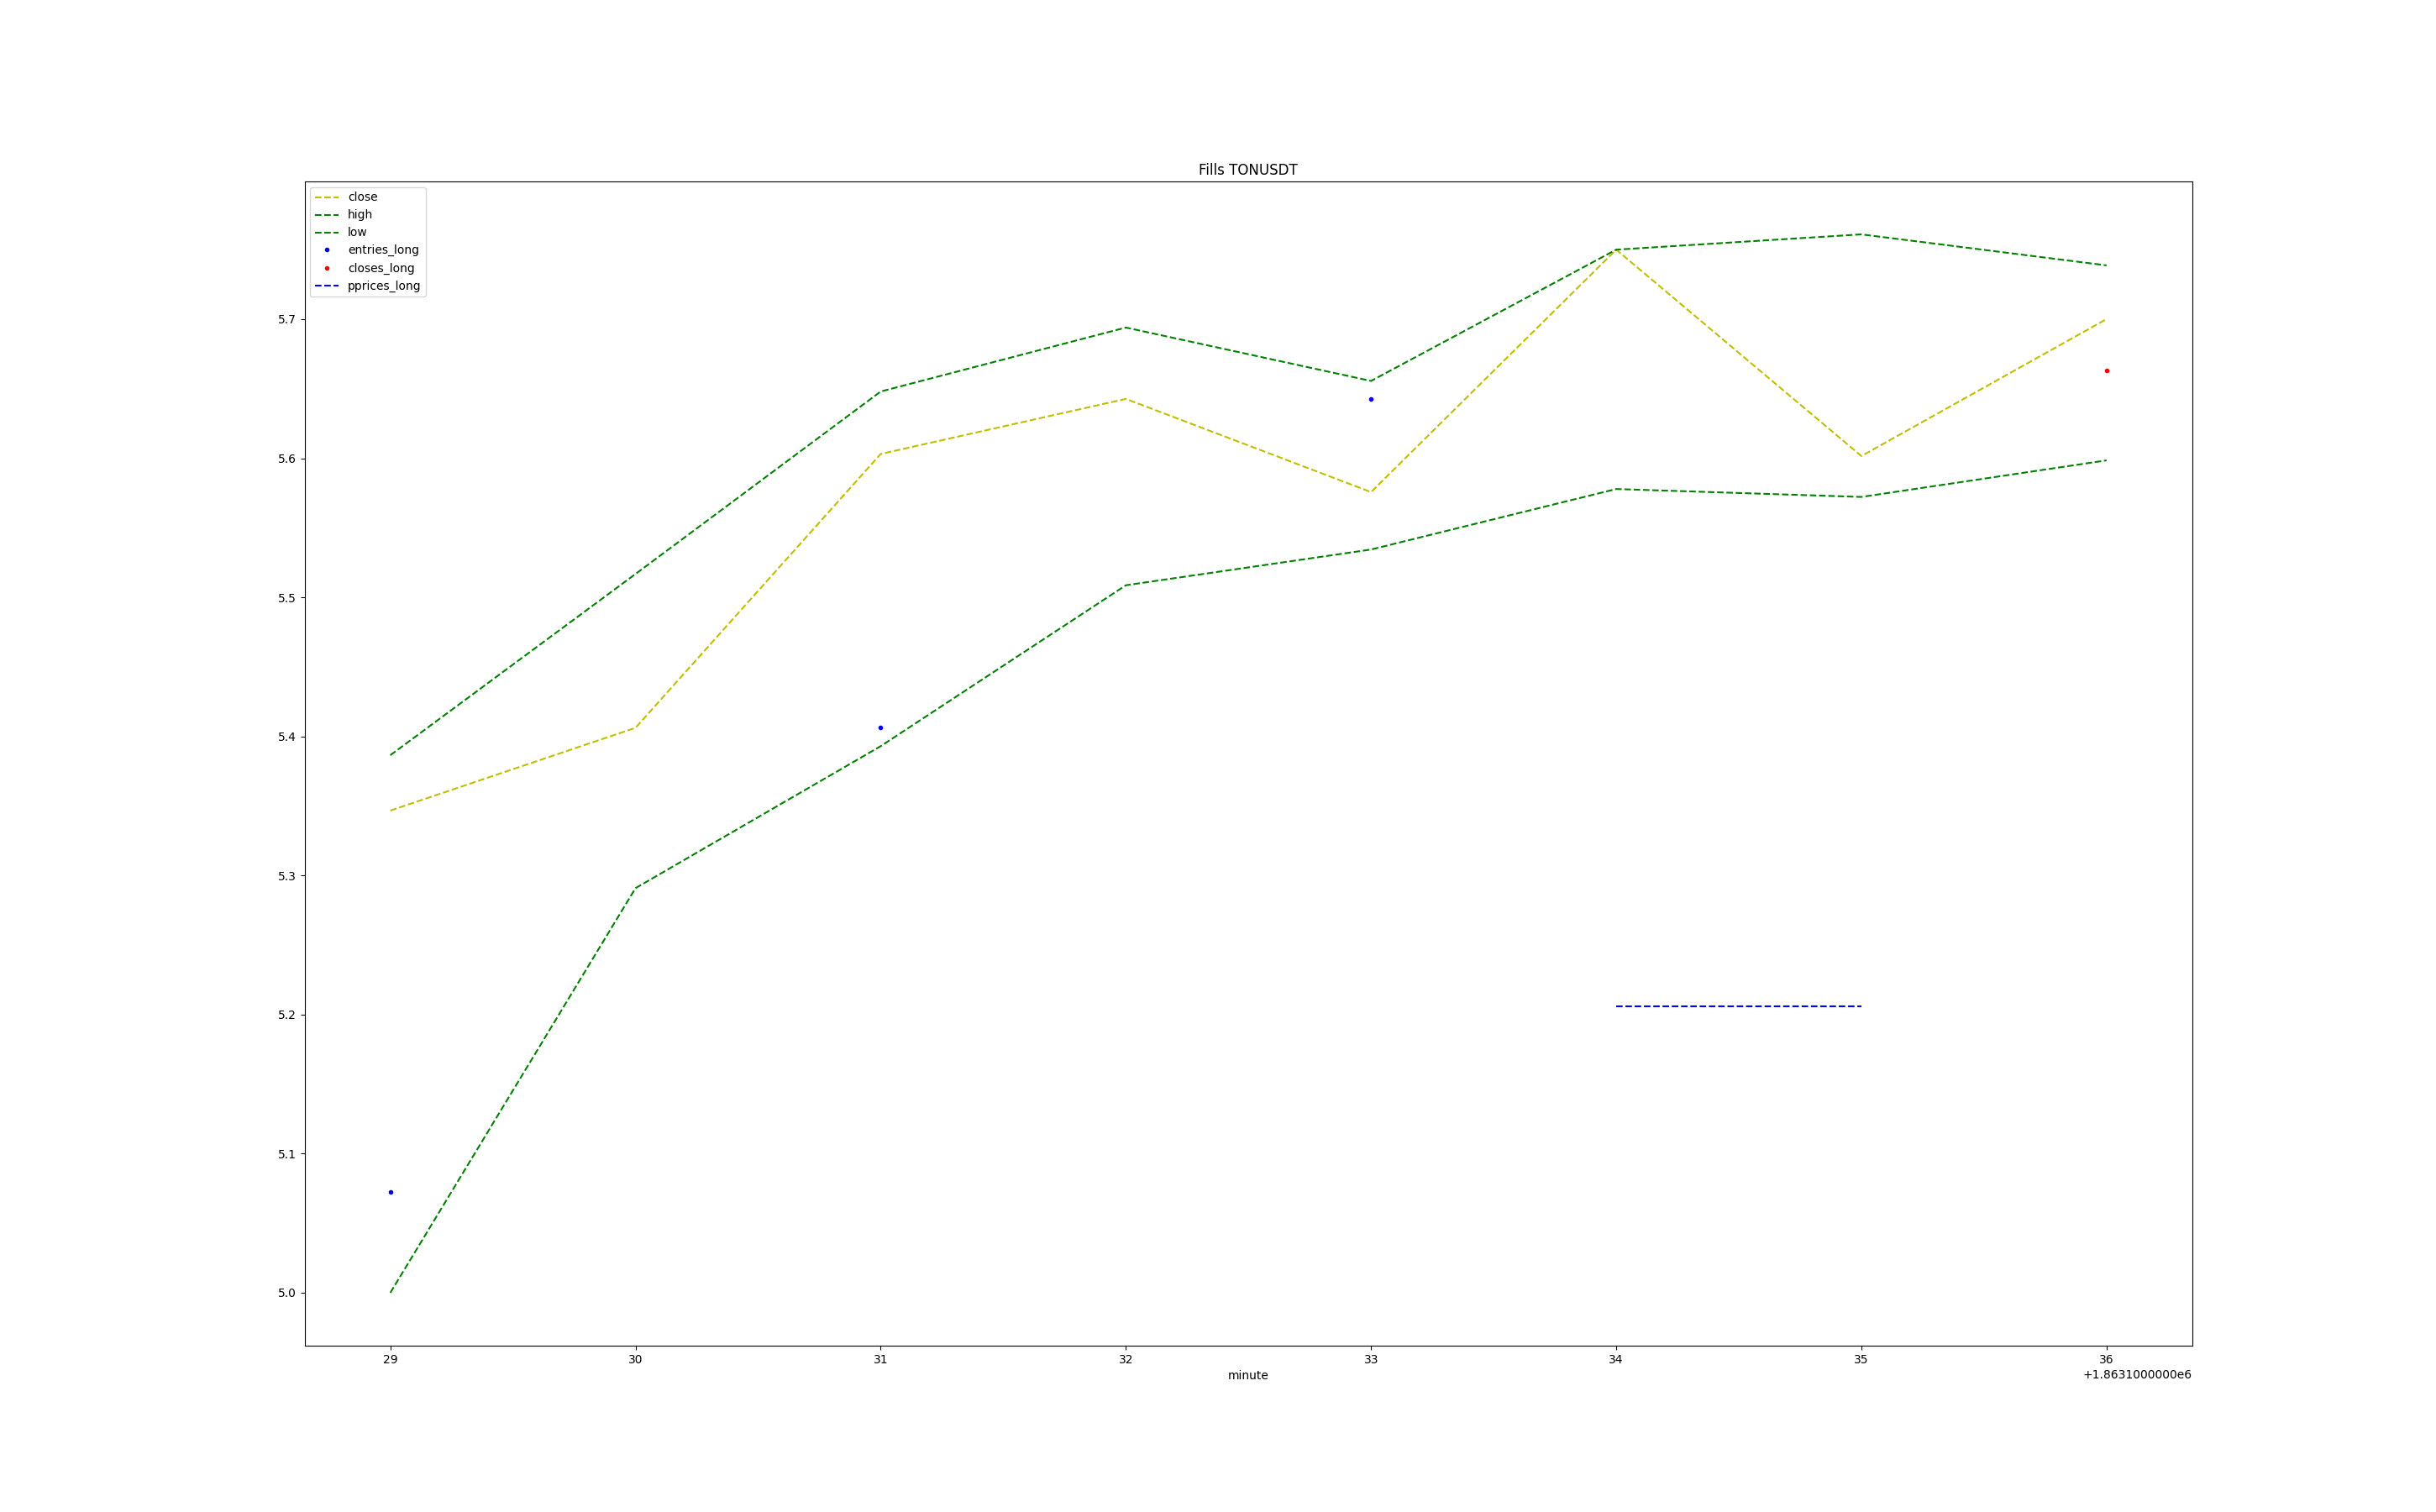 Fills TONUSDT
close
high
low
entries_long
closes_long
pprices_long
5.7
5.6
5.5
5.4
5.3
5.2
5.1
5.0
29 30 31 32 33 34 35 36
minute
+1.8631000000e6